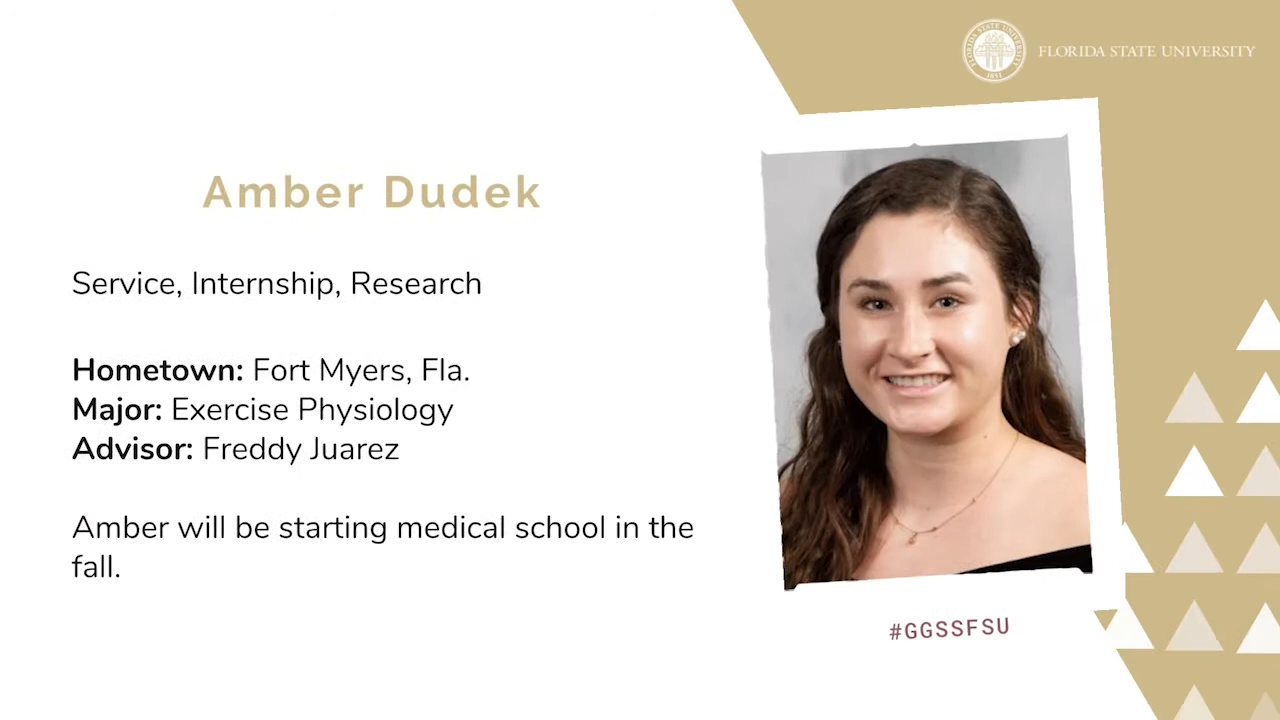 FLORIDA STATE UNIVERSITY
Amber Dudek
Service, Internship, Research
Hometown: Fort Myers, Fla.
Major: Exercise Physiology
Advisor: Freddy Juarez
Amber will be starting medical school in the
fall.
#GGSSFSU